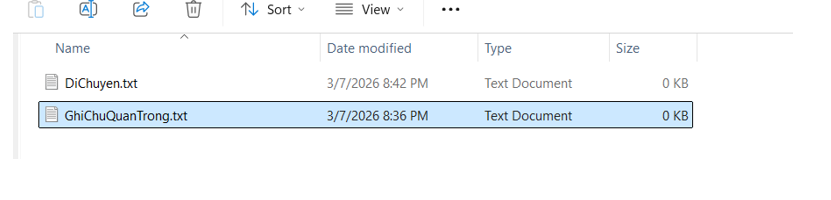 Sort View ...
Name Date modified Type Size
DiChuyen.txt 3/7/2026 8:42 PM Text Document 0 KB
GhiChuQuanTrong.txt 3/7/2026 8:36 PM Text Document 0 KB